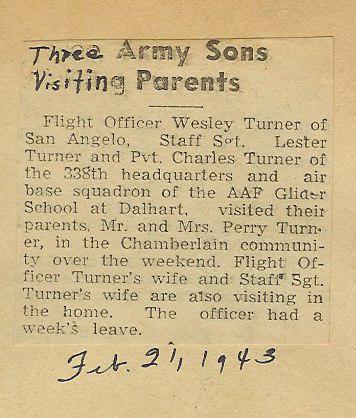 Three Army Sons
Visiting Parents
Flight Officer Wesley Turner of
San Angelo, Staff Sgt. Lester
Turner and Pvt. Charles Turner of
the 338th headquarters and air
base squadron of the AAF Glider
School at Dalhart, visited their
parents, Mr. and Mrs. Perry Turn-
er, in the Chamberlain communi-
ty over the weekend. Flight Of-
ficer Turner's wife and Staff Sgt.
Turner's wife are also visiting in
the home. The officer had a
week's leave.
Feb. 21, 1943